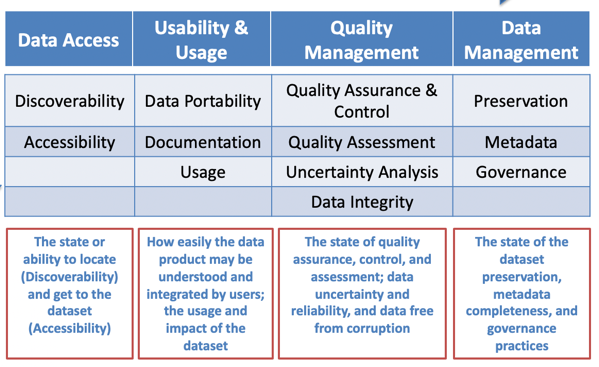 Data Access
Usability &
Usage
Quality
Management
Data
Management
Discoverability
Data Portability
Quality Assurance &
Control
Preservation
Accessibility
Documentation
Quality Assessment
Metadata
Usage
Uncertainty Analysis
Governance
Data Integrity
The state or
ability to locate
(Discoverability)
and get to the
dataset
(Accessibility)
How easily the data
product may be
understood and
integrated by users;
the usage and
impact of the
dataset
The state of quality
assurance, control, and
assessment; data
uncertainty and
reliability, and data free
from corruption
The state of the
dataset
preservation,
metadata
completeness, and
governance
practices